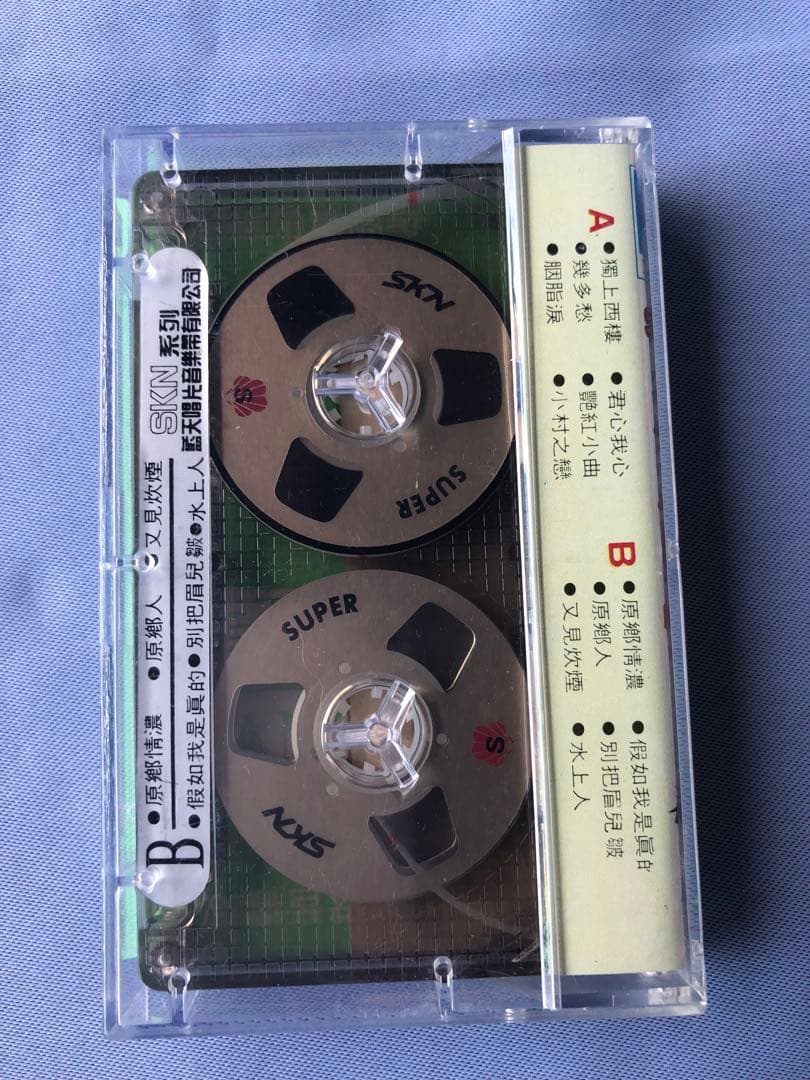 SKN 系列
藍天唱片音樂帶有限公司
B ●原鄉情濃 ●原鄉人 ●又見炊煙
●假如我是眞的●別把眉兒皺●水上人
SKN
S
SUPER
SUPER
S
SKN
A
●獨上西樓 ●君心我心
●幾多愁 ●艷紅小曲
●胭脂淚 ●小村之戀
B
●原鄉情濃 ●假如我是眞的
●原鄉人 ●別把眉兒皺
●又見炊煙 ●水上人